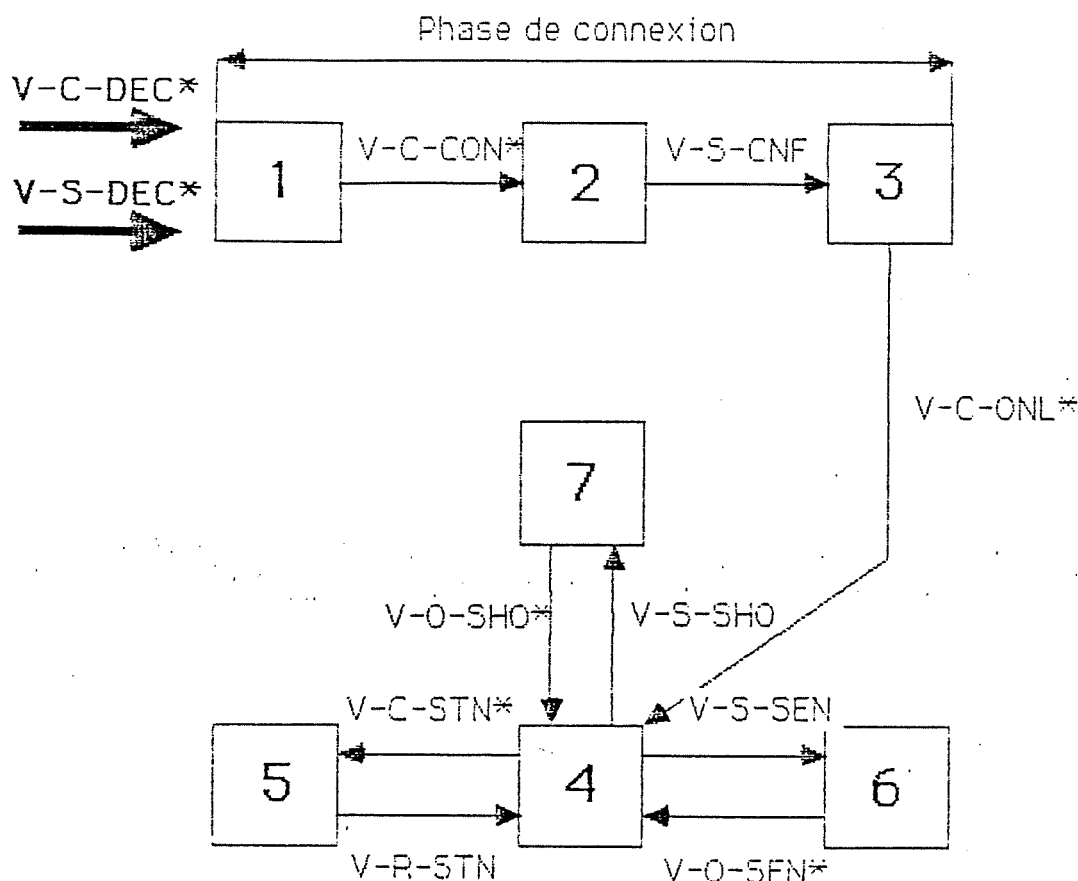 Phase de connexion
V-C-DEC*
V-S-DEC*
1
V-C-CON*
2
V-S-CNF
3
V-C-ONL*
7
V-O-SHO*
V-S-SHO
V-C-STN*
V-S-SEN
5
4
6
V-R-STN
V-O-SEN*